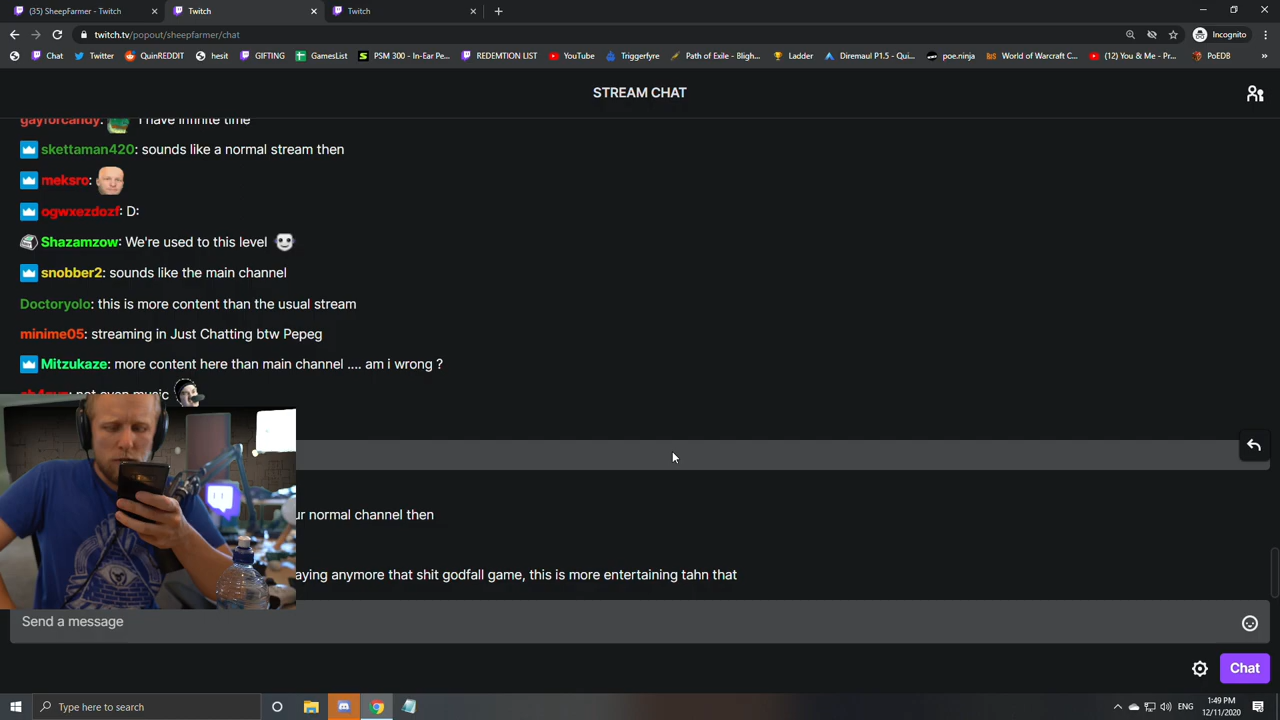 (35) SheepFarmer - Twitch
Twitch
Twitch
twitch.tv/popout/sheepfarmer/chat
Incognito
Chat
Twitter
QuinREDDIT
hesit
GIFTING
GamesList
PSM 300 - In-Ear Pe...
REDEMTION LIST
YouTube
Triggerfyre
Path of Exile - Bligh...
Ladder
Diremaul P1.5 - Qui...
poe.ninja
World of Warcraft C...
(12) You & Me - Pr...
PoEDB
STREAM CHAT
gayforcandy: I have infinite time
skettaman420: sounds like a normal stream then
meksro:
ogwxezdozf: D:
Shazamzow: We're used to this level
snobber2: sounds like the main channel
Doctoryolo: this is more content than the usual stream
minime05: streaming in Just Chatting btw Pepeg
Mitzukaze: more content here than main channel .... am i wrong ?
not even music
normal channel then
anymore that shit godfall game, this is more entertaining tahn that
Send a message
Chat
Type here to search
ENG
1:49 PM
12/11/2020